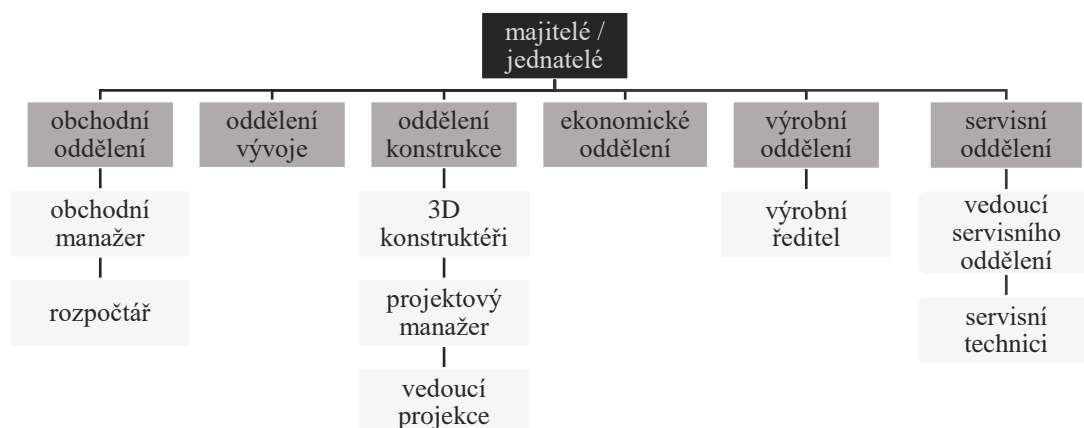 majitelé /
jednatelé
obchodní
oddělení
oddělení
vývoje
oddělení
konstrukce
ekonomické
oddělení
výrobní
oddělení
servisní
oddělení
obchodní
manažer
rozpočtář
3D
konstruktéři
projektový
manažer
vedoucí
projekce
výrobní
ředitel
vedoucí
servisního
oddělení
servisní
technici